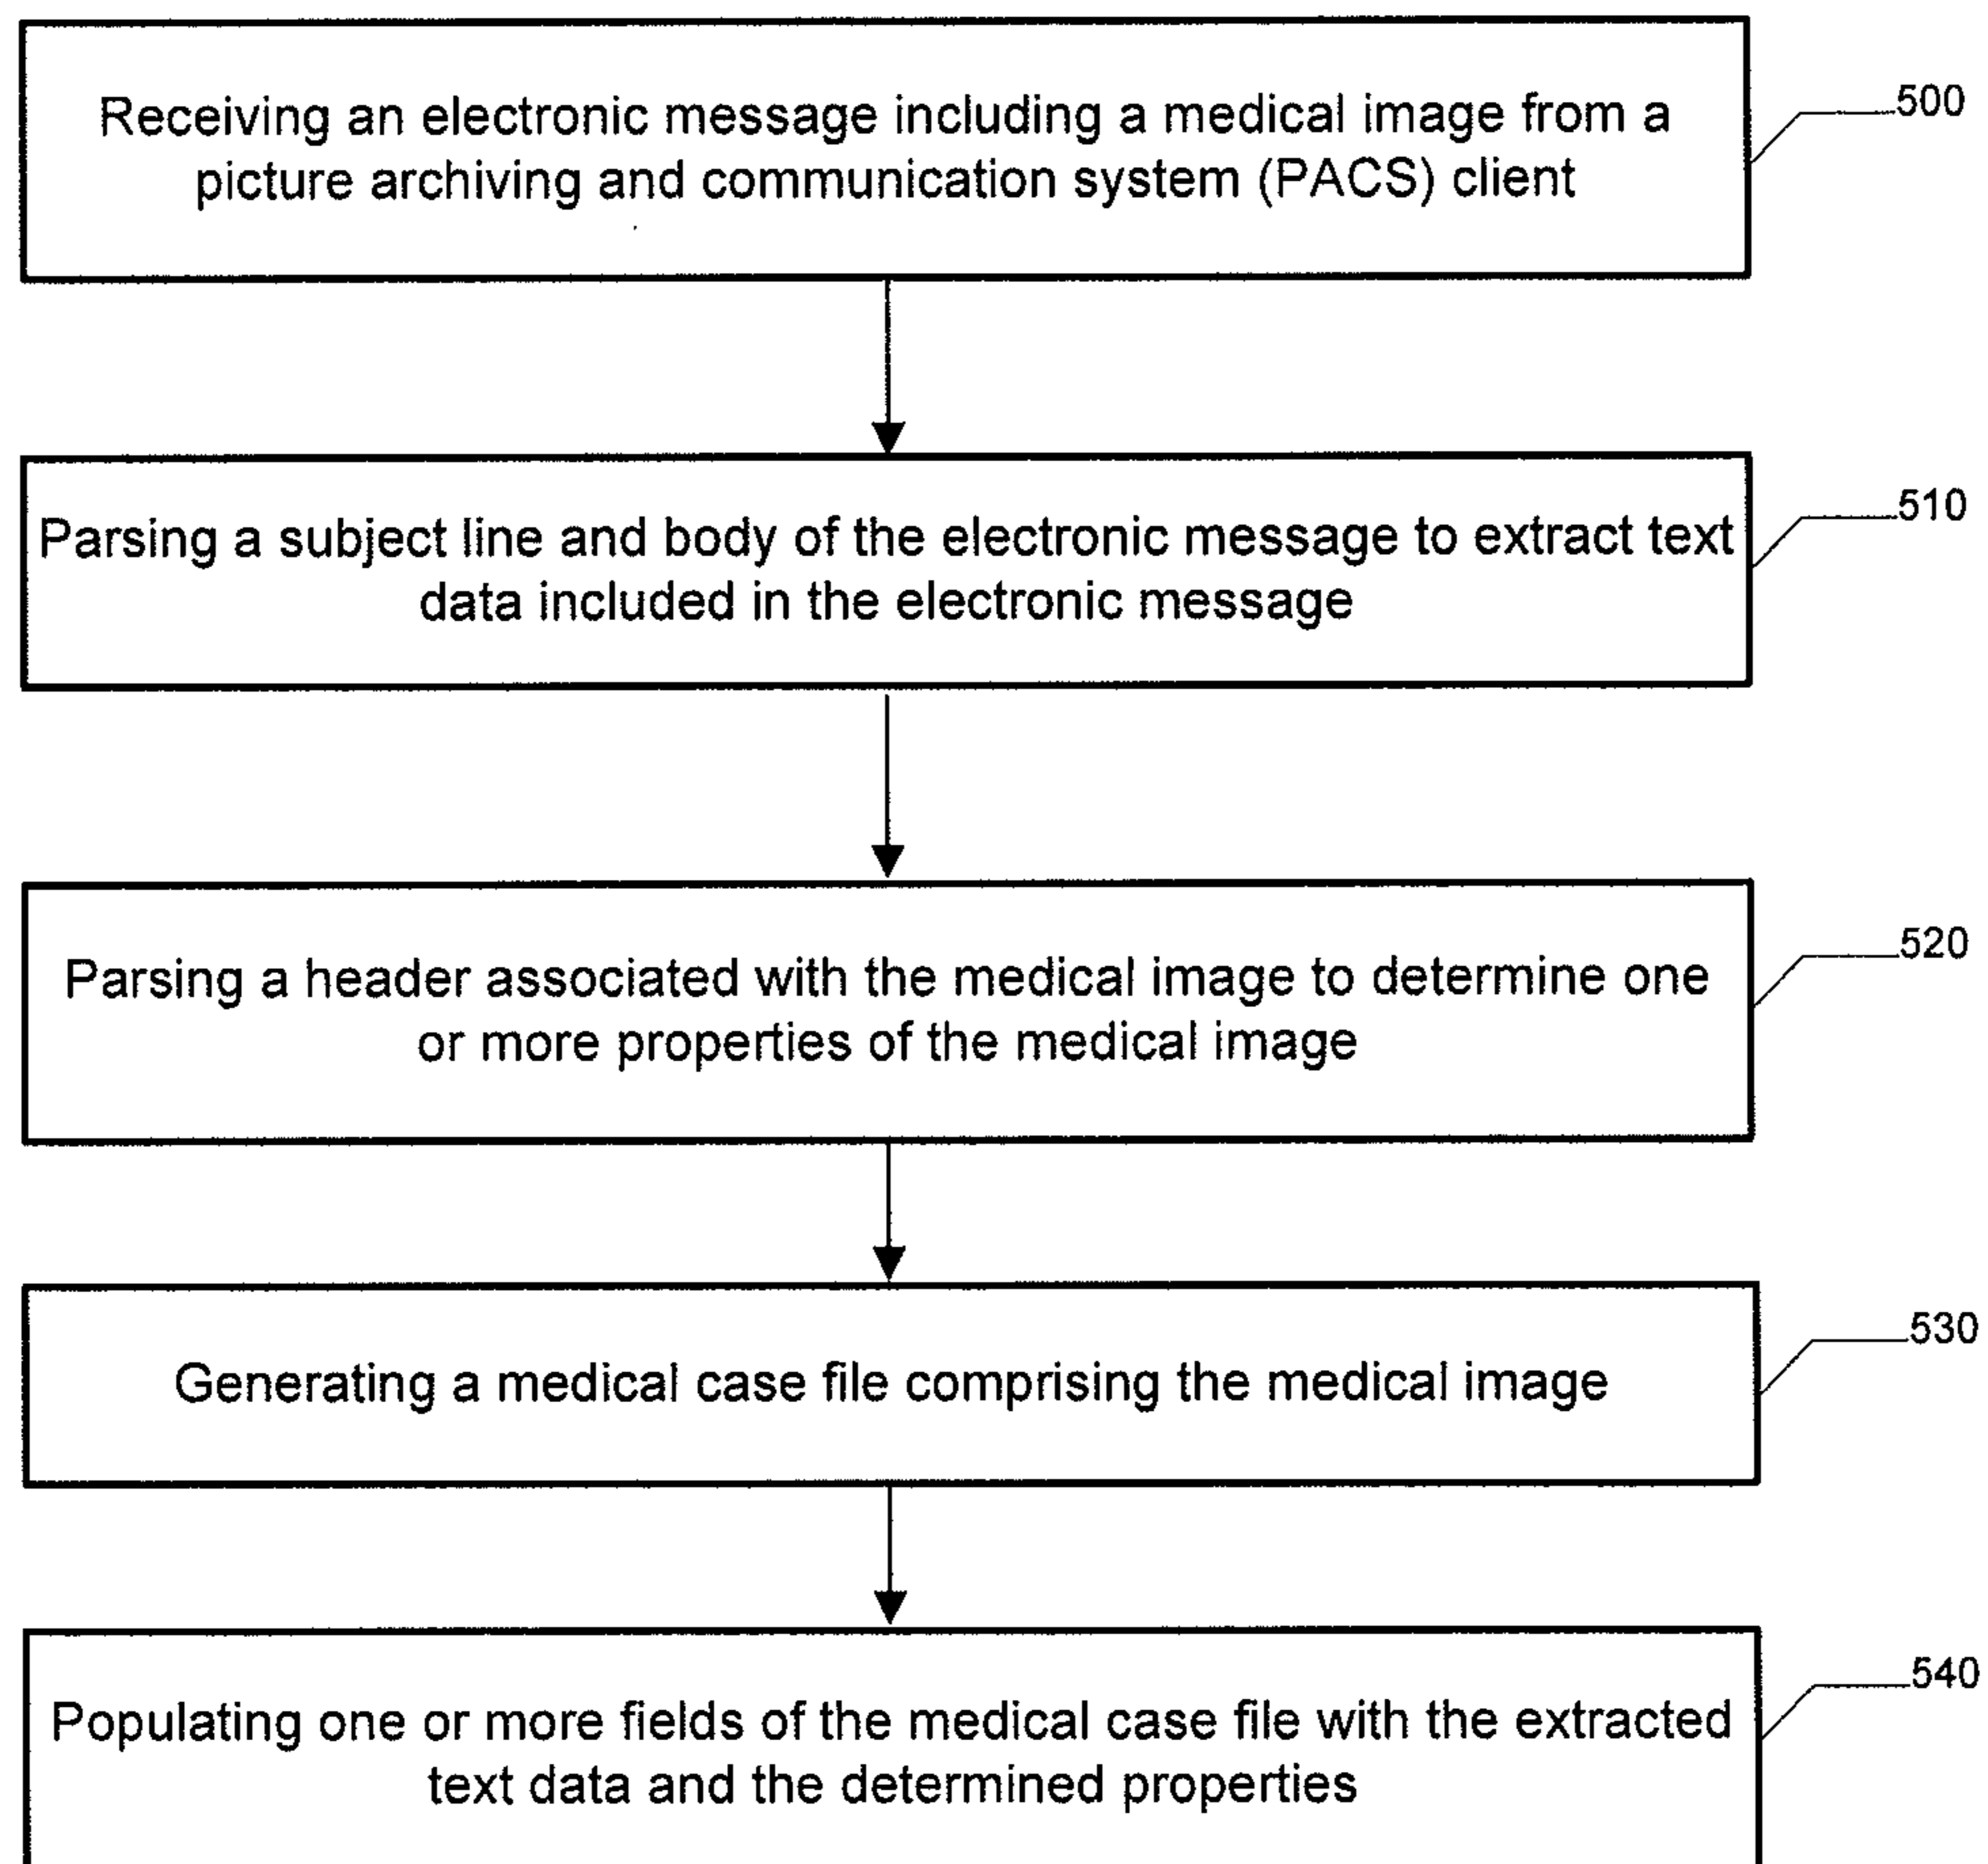 Receiving an electronic message including a medical image from a
picture archiving and communication system (PACS) client
500
Parsing a subject line and body of the electronic message to extract text
data included in the electronic message
510
Parsing a header associated with the medical image to determine one
or more properties of the medical image
520
Generating a medical case file comprising the medical image
530
Populating one or more fields of the medical case file with the extracted
text data and the determined properties
540